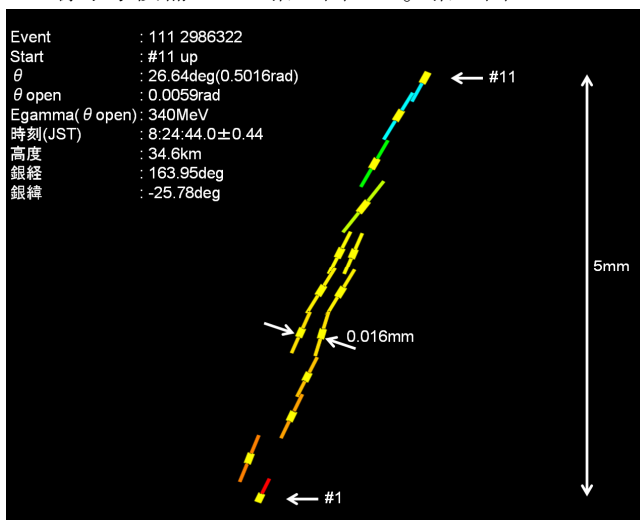 Event : 111 2986322
Start : #11 up
θ : 26.64deg(0.5016rad)
θ open : 0.0059rad
Egamma(θ open) : 340MeV
時刻(JST) : 8:24:44.0±0.44
高度 : 34.6km
銀経 : 163.95deg
銀緯 : -25.78deg
#11
5mm
0.016mm
#1